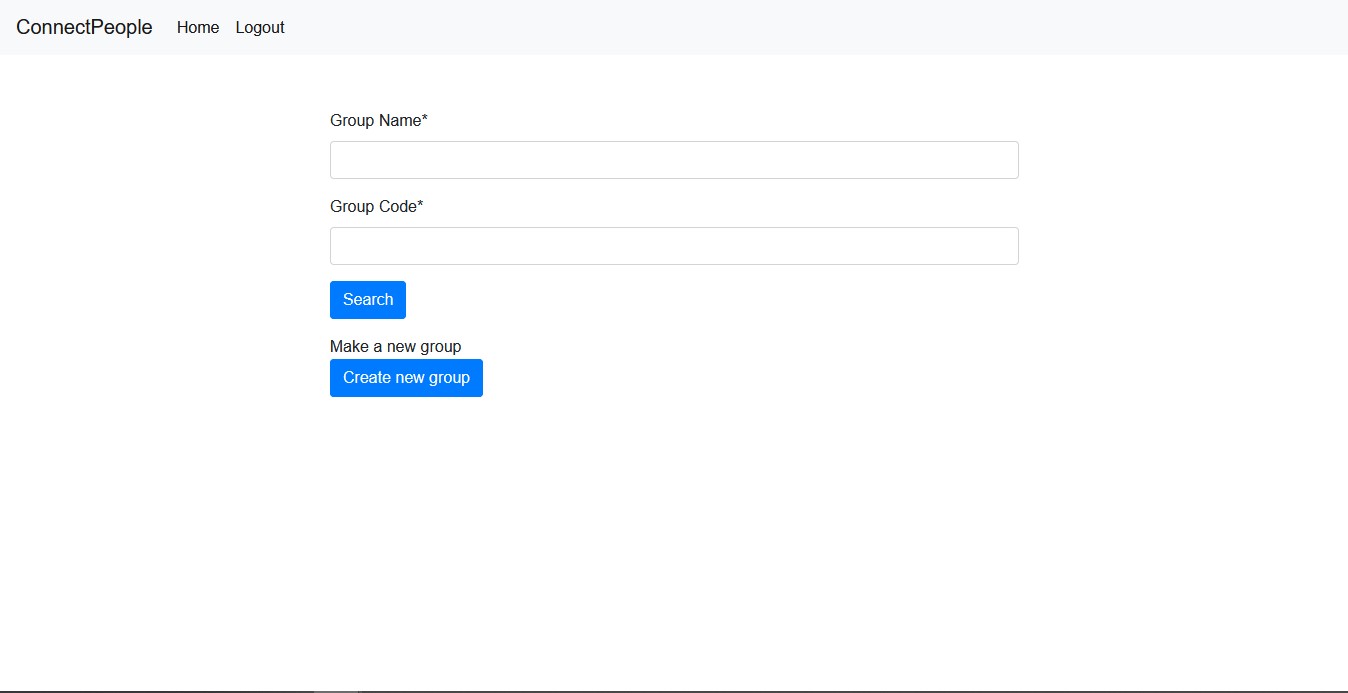 ConnectPeople Home Logout
Group Name*
Group Code*
Search
Make a new group
Create new group